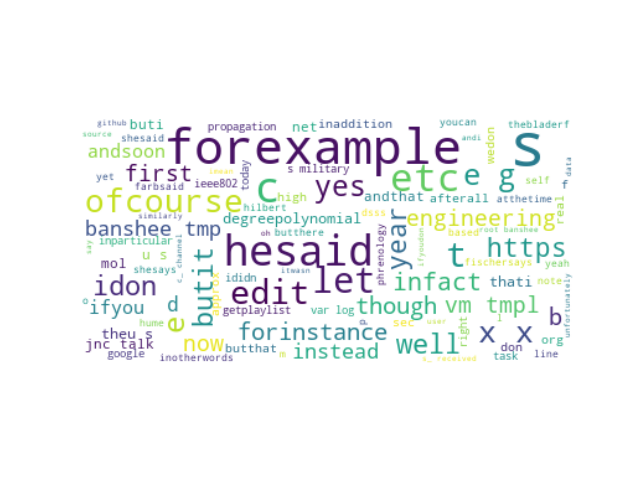 github buti propagation net inaddition youcan thebladerf
source shesaid forexample andi wedon s
andsoon first ieee802 today s military yes etc e g self f data
yet farbsaid c high andthat afterall atthetime
ofcourse hilbert degreepolynomial dsss based engineering real
banshee tmp similarly oh butthere year root banshee
say inparticular u s butit hesaid phrenology ifyoudon t https
mol shesays c_channel ididn itwasn infact fischersays yeah
idon approx edit let thati note unfortunately
o ifyou d e getplaylist var log p though vm tmpl b
hume sec user l x x
theu s now forinstance right org
jnc talk butthat instead well don line
google inotherwords m task